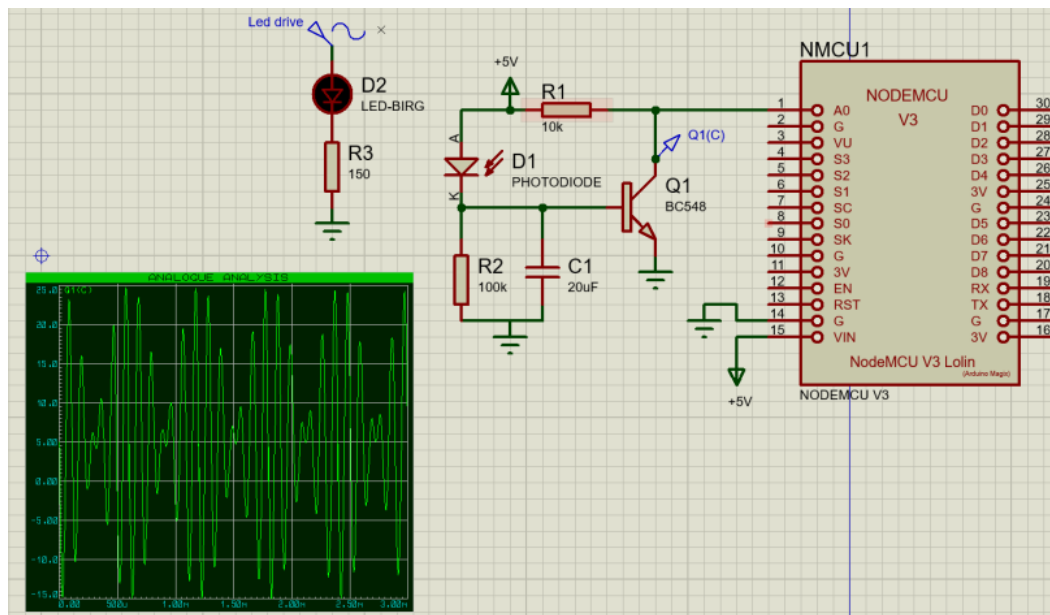 Led drive
D2
LED-BIRG
R3
150
+5V
R1
10k
Q1(C)
A
K
D1
PHOTODIODE
Q1
BC548
R2
100k
C1
20uF
NMCU1
NODEMCU
V3
1 A0
2 G
3 VU
4 S3
5 S2
6 S1
7 SC
8 S0
9 SK
10 G
11 3V
12 EN
13 RST
14 G
15 VIN
D0 30
D1 29
D2 28
D3 27
D4 26
3V 25
G 24
D5 23
D6 22
D7 21
D8 20
RX 19
TX 18
G 17
3V 16
NodeMCU V3 Lolin
(Arduino Magix)
NODEMCU V3
+5V
ANALOGUE ANALYSIS
Q1(C)
25.0
20.0
15.0
10.0
5.00
0.00
-5.00
-10.0
-15.0
0.00 500u 1.00m 1.50m 2.00m 2.50m 3.00m